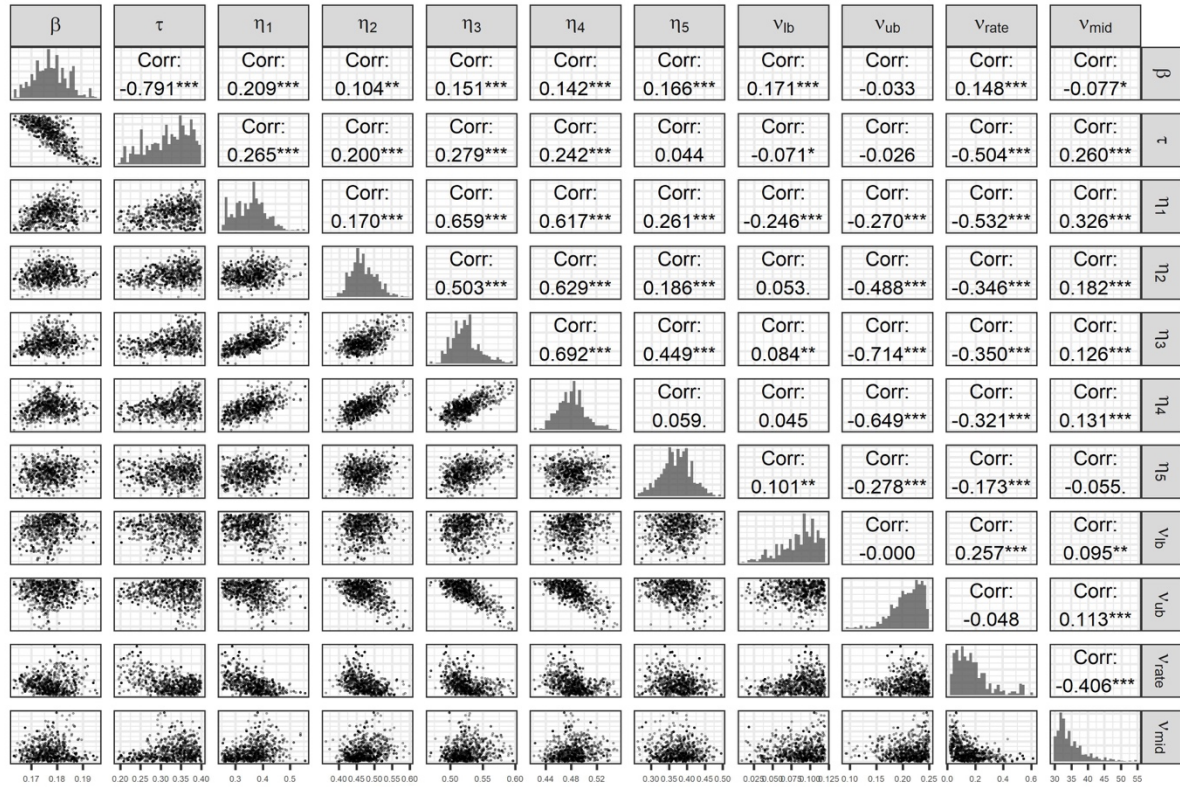 β τ η1 η2 η3 η4 η5 νlb νub νrate νmid
Corr: Corr: Corr: Corr: Corr: Corr: Corr: Corr: Corr: Corr:
-0.791*** 0.209*** 0.104** 0.151*** 0.142*** 0.166*** 0.171*** -0.033 0.148*** -0.077*
β
Corr: Corr: Corr: Corr: Corr: Corr: Corr: Corr: Corr:
0.265*** 0.200*** 0.279*** 0.242*** 0.044 -0.071* -0.026 -0.504*** 0.260***
τ
Corr: Corr: Corr: Corr: Corr: Corr: Corr: Corr:
0.170*** 0.659*** 0.617*** 0.261*** -0.246*** -0.270*** -0.532*** 0.326***
η1
Corr: Corr: Corr: Corr: Corr: Corr: Corr:
0.503*** 0.629*** 0.186*** 0.053. -0.488*** -0.346*** 0.182***
η2
Corr: Corr: Corr: Corr: Corr: Corr:
0.692*** 0.449*** 0.084** -0.714*** -0.350*** 0.126***
η3
Corr: Corr: Corr: Corr: Corr:
0.059. 0.045 -0.649*** -0.321*** 0.131***
η4
Corr: Corr: Corr: Corr:
0.101** -0.278*** -0.173*** -0.055.
η5
Corr: Corr: Corr:
-0.000 0.257*** 0.095**
νlb
Corr: Corr:
-0.048 0.113***
νub
Corr:
-0.406***
νrate
νmid
0.17 0.18 0.19 0.20 0.25 0.30 0.35 0.40 0.3 0.4 0.5 0.40 0.45 0.50 0.55 0.60 0.50 0.55 0.60 0.44 0.48 0.52 0.30 0.35 0.40 0.45 0.50 0.025 0.050 0.075 0.100 0.125 0.10 0.15 0.20 0.25 0.0 0.2 0.4 0.6 30 35 40 45 50 55